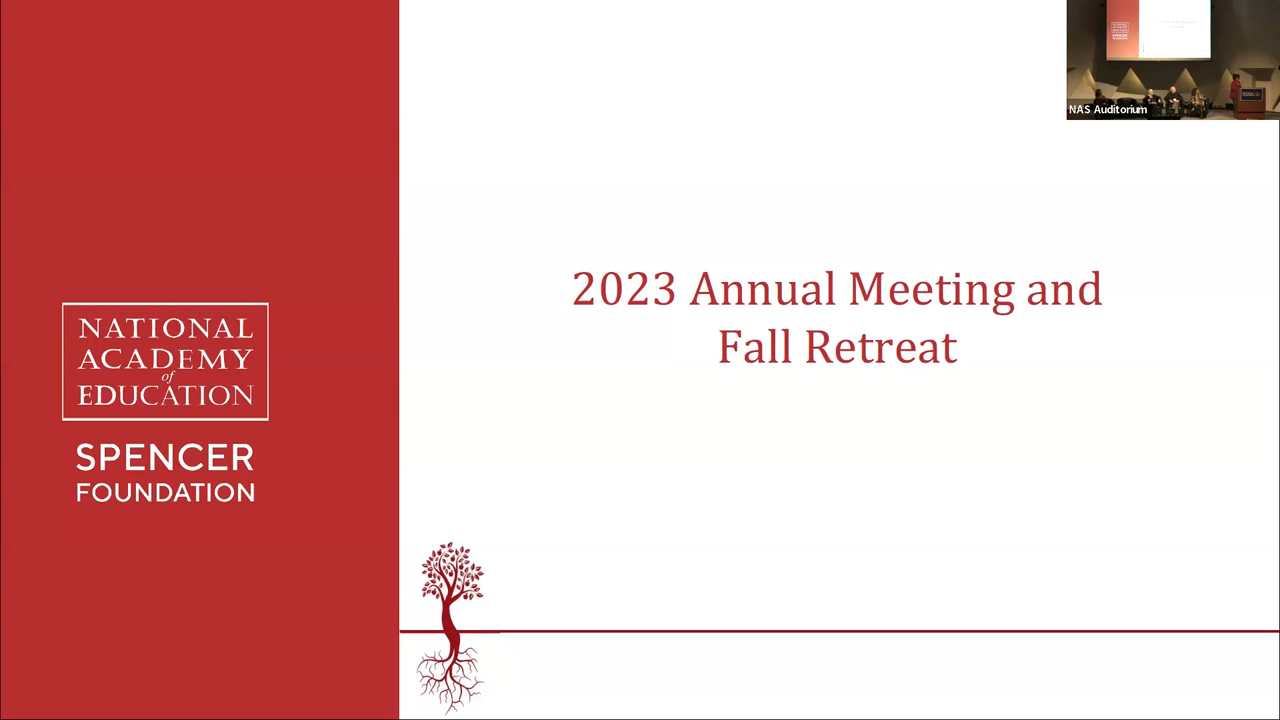 NAS Auditorium
2023 Annual Meeting and
Fall Retreat
NATIONAL
ACADEMY
of
EDUCATION
SPENCER
FOUNDATION